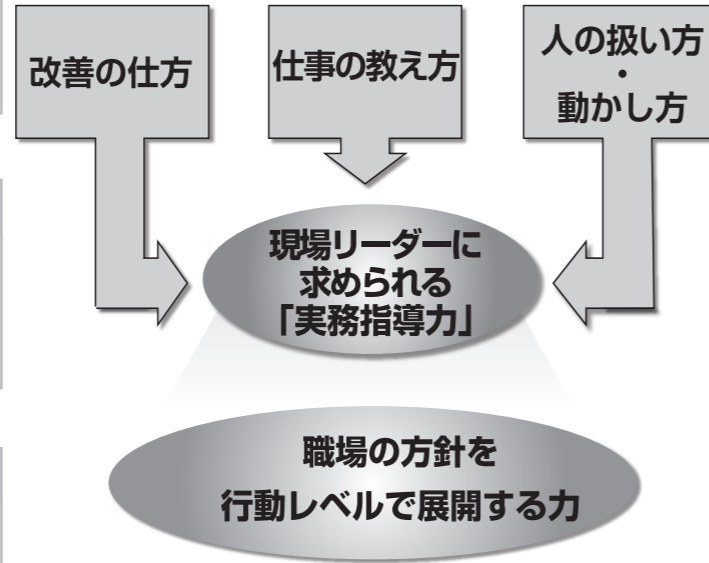 改善の仕方
仕事の教え方
人の扱い方
・
動かし方
現場リーダーに
求められる
「実務指導力」
職場の方針を
行動レベルで展開する力